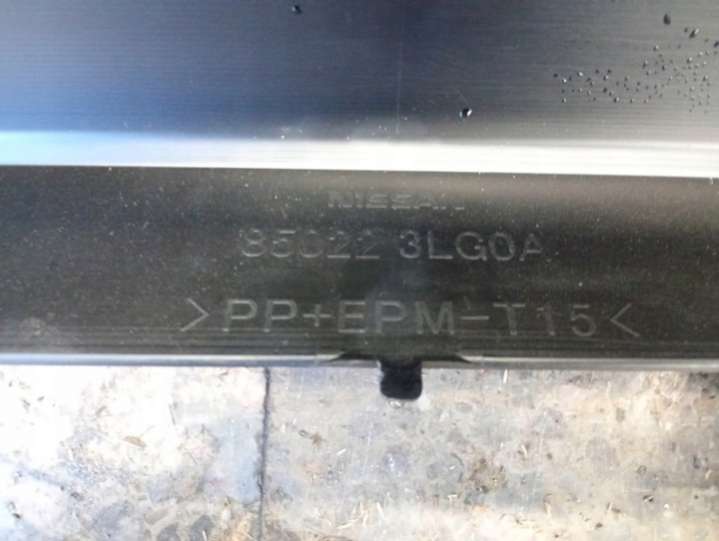 NISSAN
85022 3LG0A
>PP+EPM-T15<